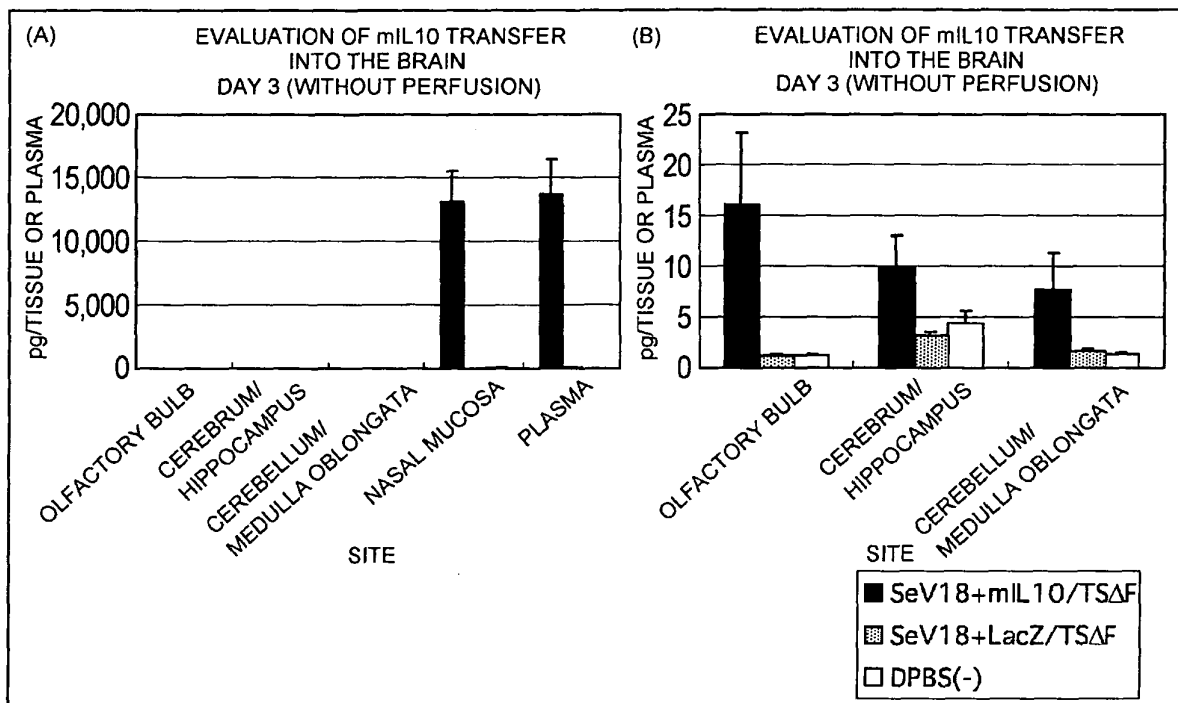 (A)
EVALUATION OF mIL10 TRANSFER
INTO THE BRAIN
DAY 3 (WITHOUT PERFUSION)
pg/TISSUE OR PLASMA
20,000
15,000
10,000
5,000
0
OLFACTORY BULB
CEREBRUM/
HIPPOCAMPUS
CEREBELLUM/
MEDULLA OBLONGATA
NASAL MUCOSA
PLASMA
SITE
(B)
EVALUATION OF mIL10 TRANSFER
INTO THE BRAIN
DAY 3 (WITHOUT PERFUSION)
pg/TISSUE OR PLASMA
25
20
15
10
5
0
OLFACTORY BULB
CEREBRUM/
HIPPOCAMPUS
CEREBELLUM/
MEDULLA OBLONGATA
SITE
SeV18+mIL10/TSΔF
SeV18+LacZ/TSΔF
DPBS(-)